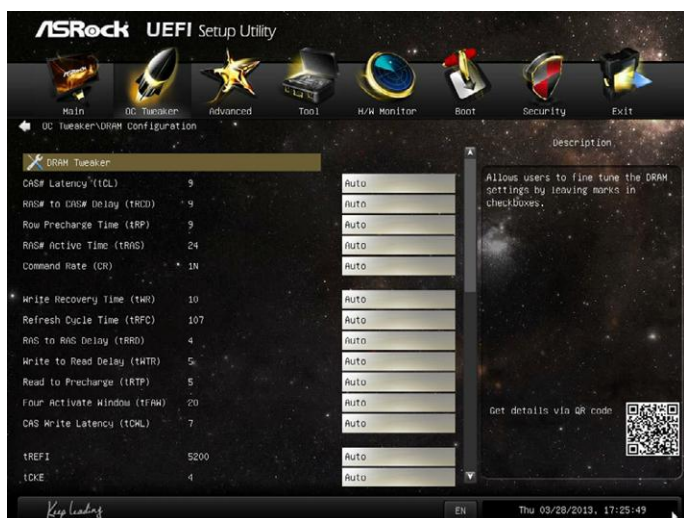 ASRock UEFI Setup Utility
Main OC Tweaker Advanced Tool H/W Monitor Boot Security Exit
OC Tweaker\DRAM Configuration
Description
DRAM Tweaker
Allows users to fine tune the DRAM
settings by leaving marks in
checkboxes.
CAS# Latency (tCL) 9 Auto
RAS# to CAS# Delay (tRCD) 9 Auto
Row Precharge Time (tRP) 9 Auto
RAS# Active Time (tRAS) 24 Auto
Command Rate (CR) 1N Auto
Write Recovery Time (tWR) 10 Auto
Refresh Cycle Time (tRFC) 107 Auto
RAS to RAS Delay (tRRD) 4 Auto
Write to Read Delay (tWTR) 5 Auto
Read to Precharge (tRTP) 5 Auto
Four Activate Window (tFAW) 20 Auto
CAS Write Latency (tCWL) 7 Auto
Get details via QR code
tREFI 5200 Auto
tCKE 4 Auto
Keep Leading
EN
Thu 03/28/2013, 17:25:49